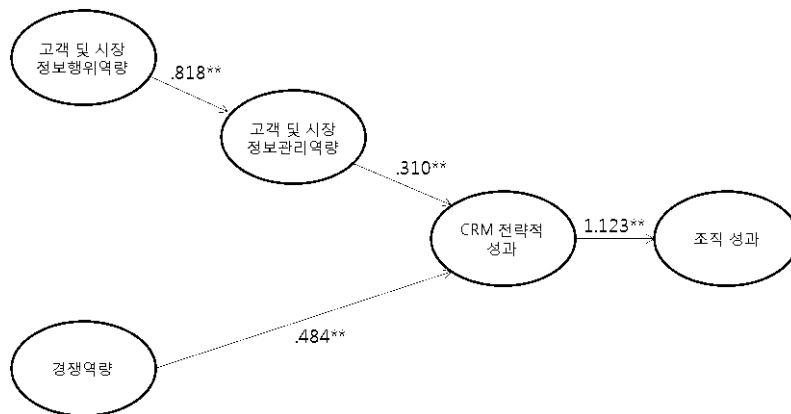 고객 및 시장
정보행위역량
.818**
고객 및 시장
정보관리역량
.310**
CRM 전략적
성과
1.123**
조직 성과
.484**
경쟁역량